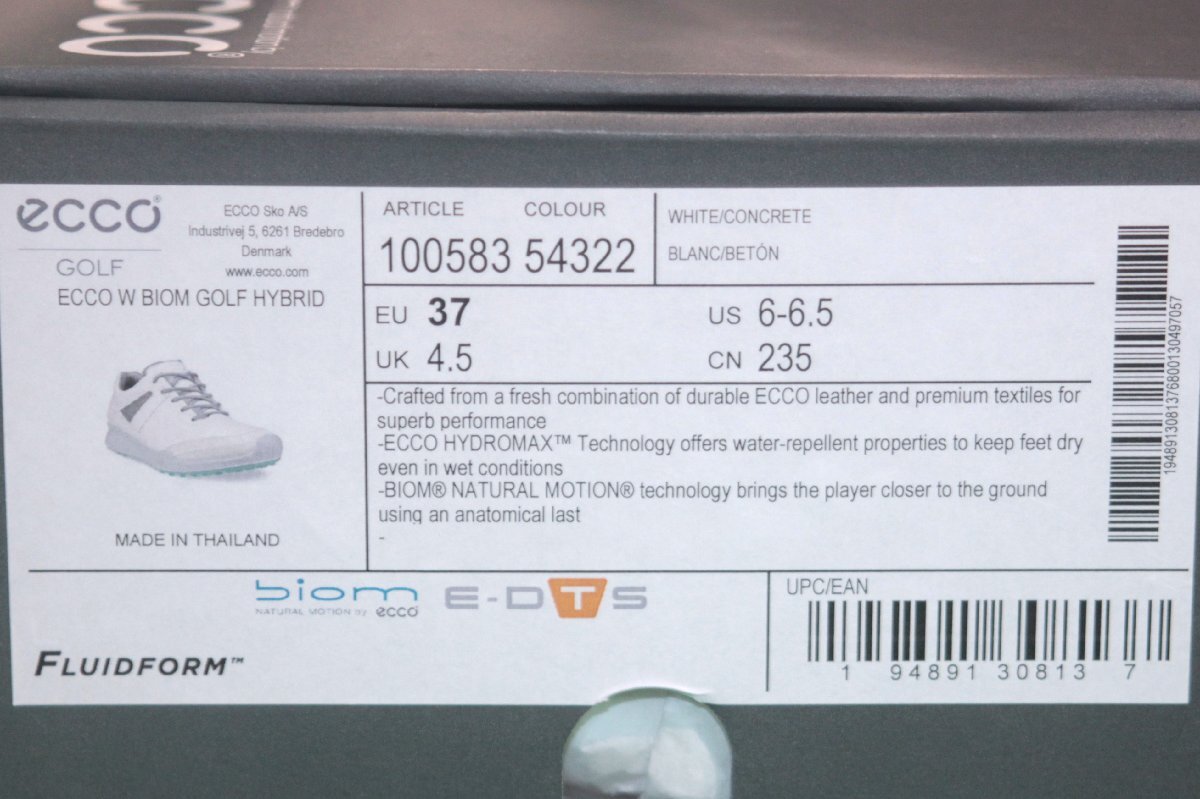 ecco
ecco
GOLF
ECCO Sko A/S
Industrivej 5, 6261 Bredebro
Denmark
www.ecco.com
ECCO W BIOM GOLF HYBRID
MADE IN THAILAND
ARTICLE COLOUR
100583 54322
WHITE/CONCRETE
BLANC/BETÓN
EU 37 US 6-6.5
UK 4.5 CN 235
-Crafted from a fresh combination of durable ECCO leather and premium textiles for
superb performance
-ECCO HYDROMAX™ Technology offers water-repellent properties to keep feet dry
even in wet conditions
-BIOM® NATURAL MOTION® technology brings the player closer to the ground
using an anatomical last
-
1948913081376800130497057
biom E-DTS
NATURAL MOTION by ecco
FLUIDFORM™
UPC/EAN
1 94891 30813 7